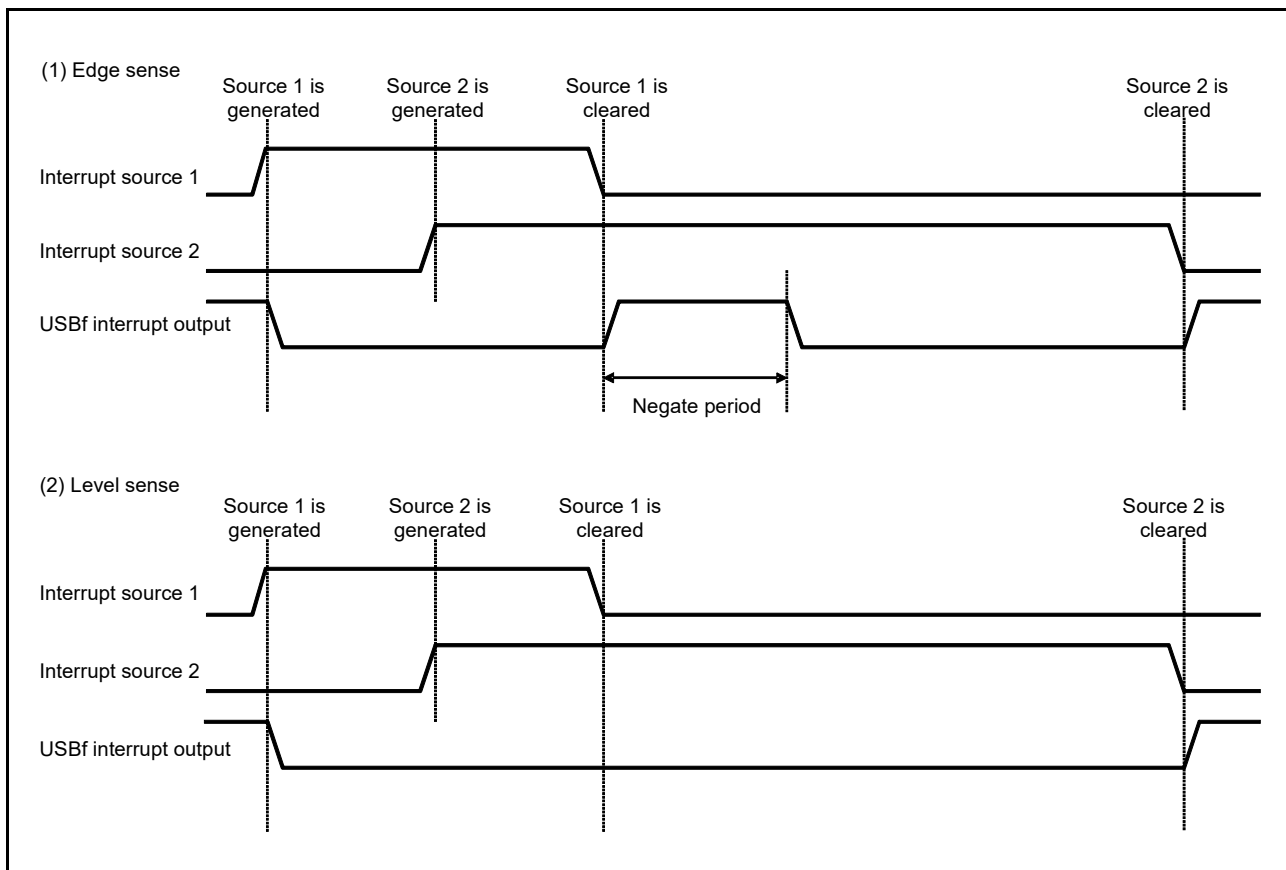 (1) Edge sense
Source 1 is
generated
Source 2 is
generated
Source 1 is
cleared
Source 2 is
cleared
Interrupt source 1
Interrupt source 2
USBf interrupt output
Negate period
(2) Level sense
Source 1 is
generated
Source 2 is
generated
Source 1 is
cleared
Source 2 is
cleared
Interrupt source 1
Interrupt source 2
USBf interrupt output